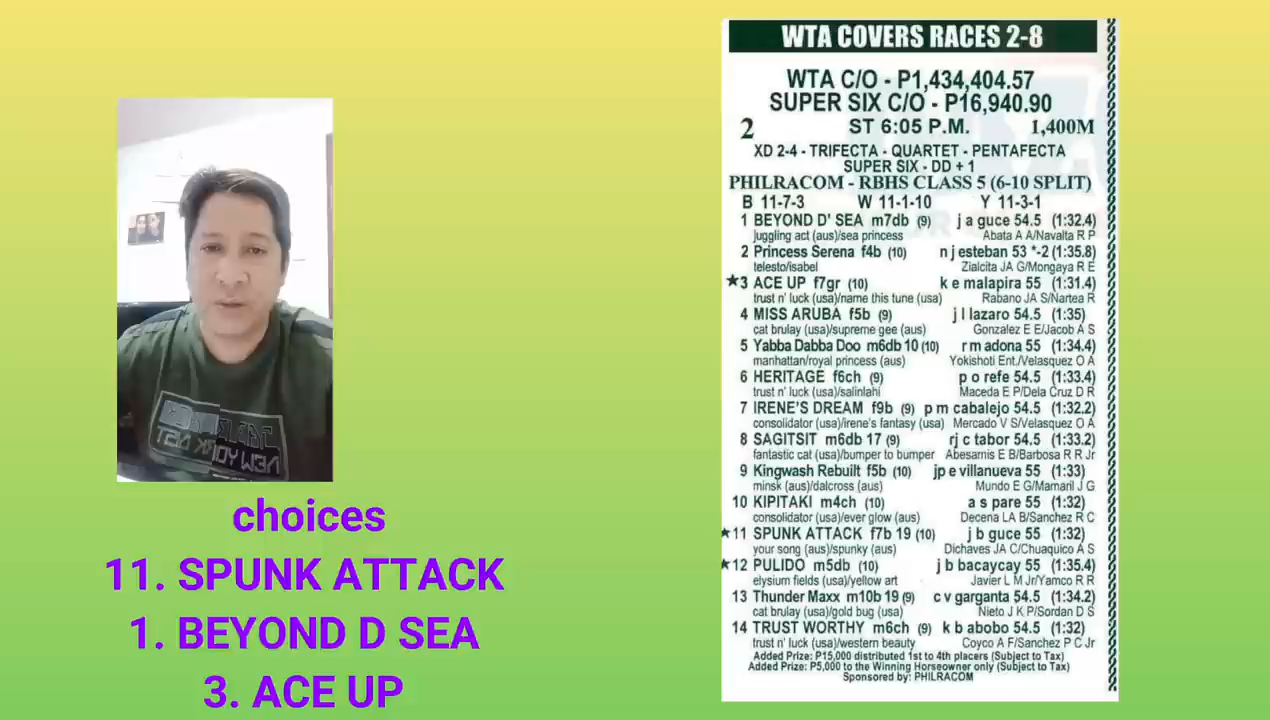 choices
11. SPUNK ATTACK
1. BEYOND D SEA
3. ACE UP
WTA COVERS RACES 2-8
WTA C/O - P1,434,404.57
SUPER SIX C/O - P16,940.90
2 ST 6:05 P.M. 1,400M
XD 2-4 - TRIFECTA - QUARTET - PENTAFECTA
SUPER SIX - DD + 1
PHILRACOM - RBHS CLASS 5 (6-10 SPLIT)
B 11-7-3 W 11-1-10 Y 11-3-1
1 BEYOND D' SEA m7db (9) j a guce 54.5 (1:32.4)
juggling act (aus)/sea princess Abata A A/Navalta R P
2 Princess Serena f4b (10) n j esteban 53 *-2 (1:35.8)
telesto/isabel Zialcita JA G/Mongaya R E
★3 ACE UP f7gr (10) k e malapira 55 (1:31.4)
trust n' luck (usa)/name this tune (usa) Rabano JA S/Nartea R
4 MISS ARUBA f5b (9) j l lazaro 54.5 (1:35)
cat brulay (usa)/supreme gee (aus) Gonzalez E E/Jacob A S
5 Yabba Dabba Doo m6db 10 (10) r m adona 55 (1:34.4)
manhattan/royal princess (aus) Yokishoti Ent./Velasquez O A
6 HERITAGE f6ch (9) p o refe 54.5 (1:33.4)
trust n' luck (usa)/salinlahi Maceda E P/Dela Cruz D R
7 IRENE'S DREAM f9b (9) p m cabalejo 54.5 (1:32.2)
consolidator (usa)/irene's fantasy (usa) Mercado V S/Velasquez O A
8 SAGITSIT m6db 17 (9) rj c tabor 54.5 (1:33.2)
fantastic cat (usa)/bumper to bumper Abesamis E B/Barbosa R R Jr
9 Kingwash Rebuilt f5b (10) jp e villanueva 55 (1:33)
minsk (aus)/dalcross (aus) Mundo E G/Mamaril J G
10 KIPITAKI m4ch (10) a s pare 55 (1:32)
consolidator (usa)/ever glow (aus) Decena LA B/Sanchez R C
★11 SPUNK ATTACK f7b 19 (10) j b guce 55 (1:32)
your song (aus)/spunky (aus) Dichaves JA C/Chuaquico A S
★12 PULIDO m5db (10) j b bacaycay 55 (1:35.4)
elysium fields (usa)/yellow art Javier L M Jr/Yamco R R
13 Thunder Maxx m10b 19 (9) c v garganta 54.5 (1:34.2)
cat brulay (usa)/gold bug (usa) Nieto J K P/Sordan D S
14 TRUST WORTHY m6ch (9) k b abobo 54.5 (1:32)
trust n' luck (usa)/western beauty Coyco A F/Sanchez P C Jr
Added Prize: P15,000 distributed 1st to 4th placers (Subject to Tax)
Added Prize: P5,000 to the Winning Horseowner only (Subject to Tax)
Sponsored by: PHILRACOM